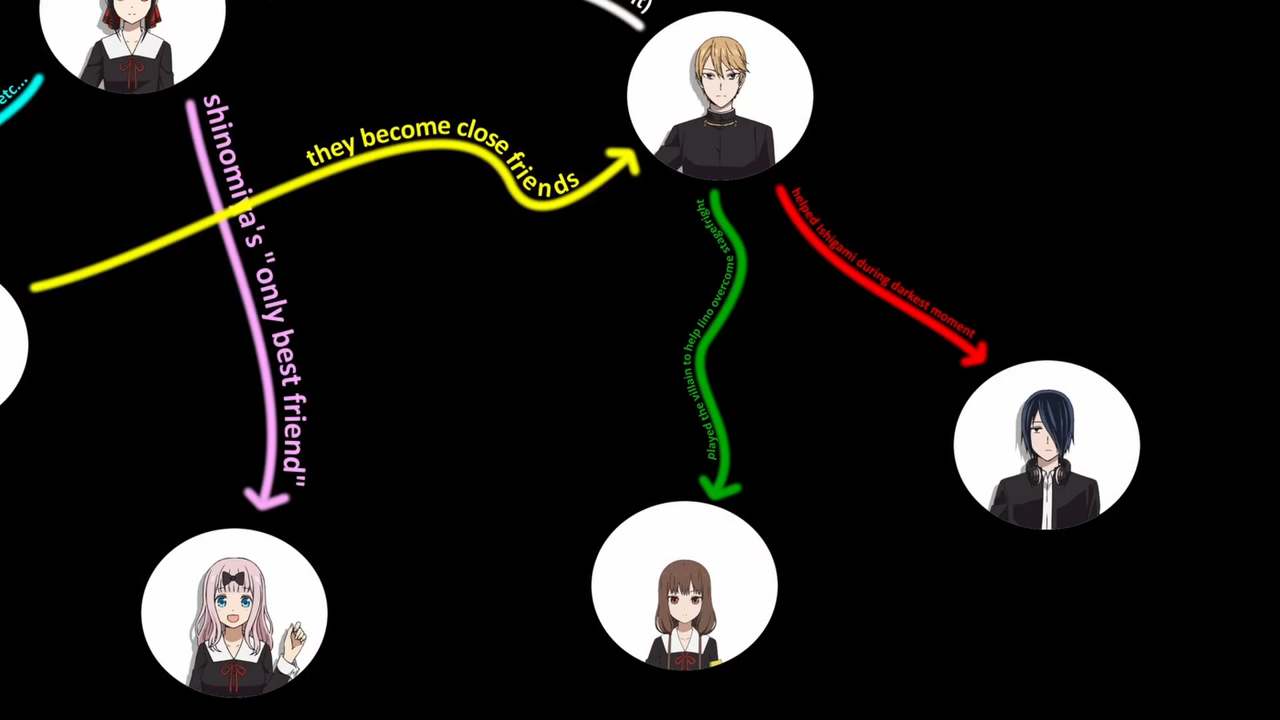 t)
etc...
shinomiya's "only best friend"
they become close friends
played the villain to help Iino overcome stagefright
helped Ishigami during darkest moment